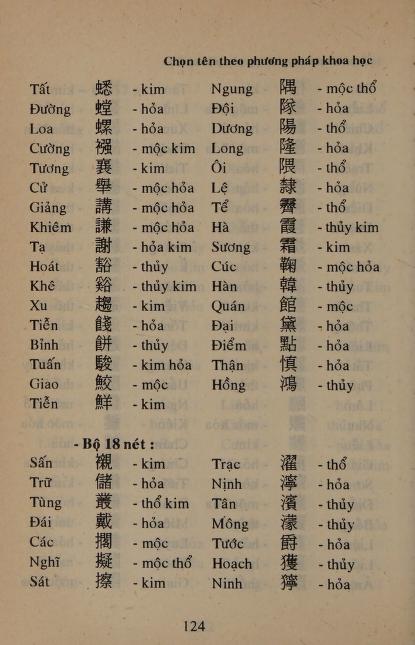 Chọn tên theo phương pháp khoa học
Tất 蟋 - kim Ngung 隅 - mộc thổ
Đường 螳 - hỏa Đội 隊 - hỏa
Loa 螺 - hỏa Dương 陽 - thổ
Cường 襁 - mộc kim Long 隆 - hỏa
Tương 襄 - kim Ôi 隈 - thổ
Cử 舉 - mộc hỏa Lệ 隸 - hỏa
Giảng 講 - mộc hỏa Tể 霽 - thổ
Khiêm 謙 - mộc hỏa Hà 霞 - thủy kim
Tạ 謝 - hỏa kim Sương 霜 - kim
Hoát 豁 - thủy Cúc 鞠 - mộc hỏa
Khê 谿 - thủy kim Hàn 韓 - thủy
Xu 趨 - kim Quán 館 - mộc
Tiễn 餞 - hỏa Đại 黛 - hỏa
Bỉnh 餅 - thủy Điểm 點 - hỏa
Tuấn 駿 - kim hỏa Thận 慎 - hỏa
Giao 鮫 - mộc Hồng 鴻 - thủy
Tiễn 鮮 - kim
- Bộ 18 nét :
Sấn 襯 - kim Trạc 濯 - thổ
Trữ 儲 - hỏa Nịnh 濘 - hỏa
Tùng 叢 - thổ kim Tân 濱 - thủy
Đái 戴 - hỏa Mông 濛 - thủy
Các 擱 - mộc Tước 爵 - hỏa
Nghĩ 擬 - mộc thổ Hoạch 獲 - thủy
Sát 擦 - kim Ninh 獰 - hỏa
124